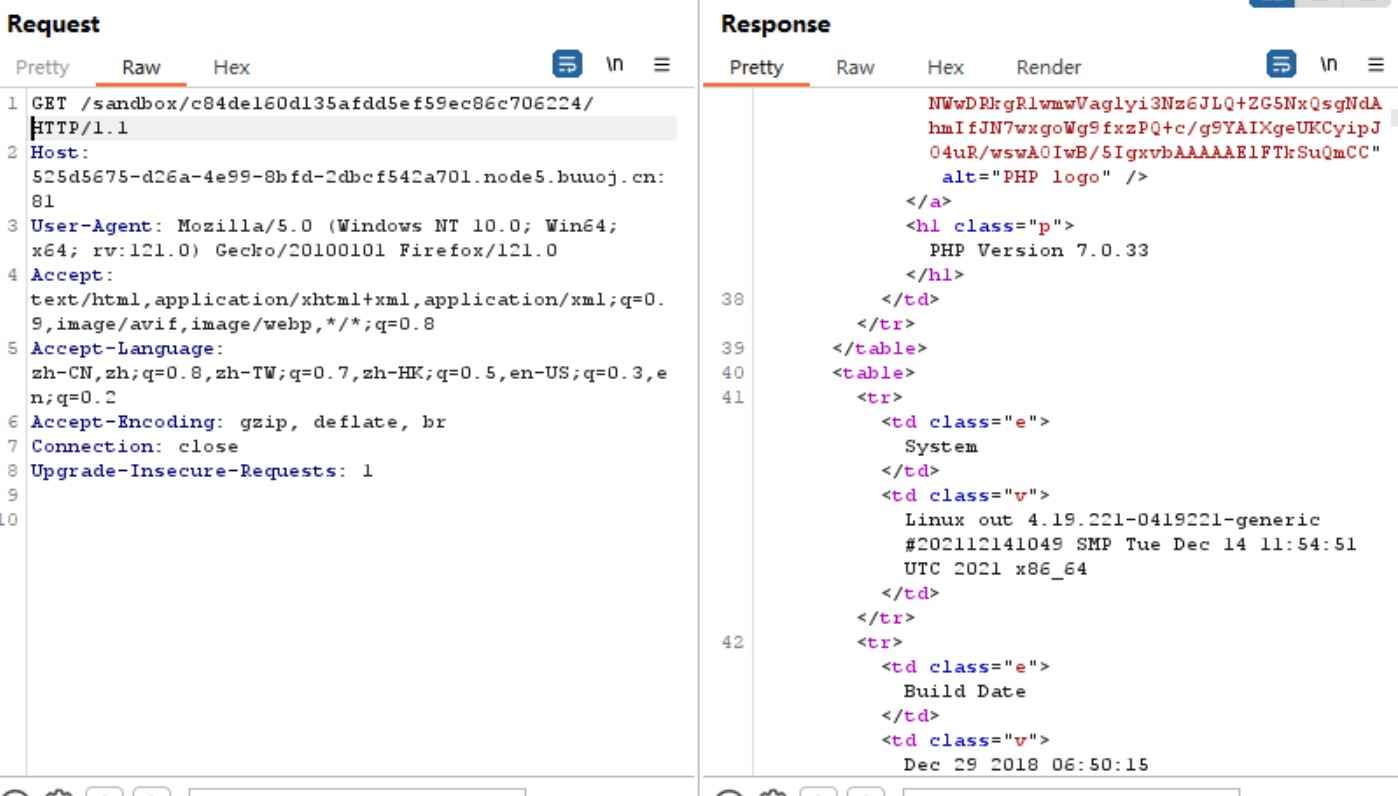 Request
Pretty Raw Hex \n
1 GET /sandbox/c84de160d135afdd5ef59ec86c706224/
HTTP/1.1
2 Host:
525d5675-d26a-4e99-8bfd-2dbcf542a701.node5.buuoj.cn:
81
3 User-Agent: Mozilla/5.0 (Windows NT 10.0; Win64;
x64; rv:121.0) Gecko/20100101 Firefox/121.0
4 Accept:
text/html,application/xhtml+xml,application/xml;q=0.
9,image/avif,image/webp,*/*;q=0.8
5 Accept-Language:
zh-CN,zh;q=0.8,zh-TW;q=0.7,zh-HK;q=0.5,en-US;q=0.3,e
n;q=0.2
6 Accept-Encoding: gzip, deflate, br
7 Connection: close
8 Upgrade-Insecure-Requests: 1
9
10
Response
Pretty Raw Hex Render \n
NWwDRkgR1wmwVaglyi3Nz6JLQ+ZG5NxQsgNdA
hmIfJN7wxgoWg9fxzPQ+c/g9YAIXgeUKCyipJ
04uR/wswA0IwB/5IgxvbAAAAAElFTkSuQmCC"
alt="PHP logo" />
</a>
<h1 class="p">
PHP Version 7.0.33
</h1>
38 </td>
</tr>
39 </table>
40 <table>
41 <tr>
<td class="e">
System
</td>
<td class="v">
Linux out 4.19.221-0419221-generic
#202112141049 SMP Tue Dec 14 11:54:51
UTC 2021 x86_64
</td>
</tr>
42 <tr>
<td class="e">
Build Date
</td>
<td class="v">
Dec 29 2018 06:50:15